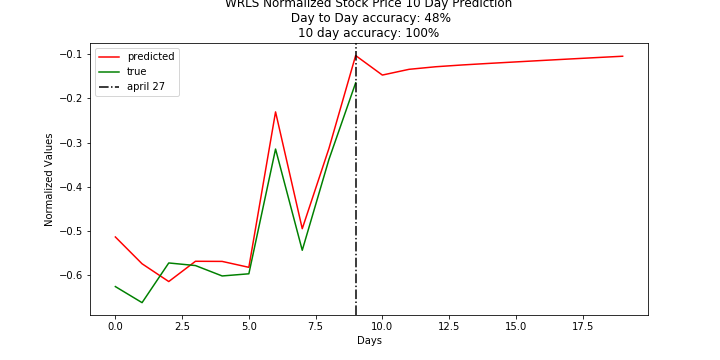 WRLS Normalized Stock Price 10 Day Prediction
Day to Day accuracy: 48%
10 day accuracy: 100%
predicted
true
april 27
Normalized Values
−0.1
−0.2
−0.3
−0.4
−0.5
−0.6
0.0
2.5
5.0
7.5
10.0
12.5
15.0
17.5
Days